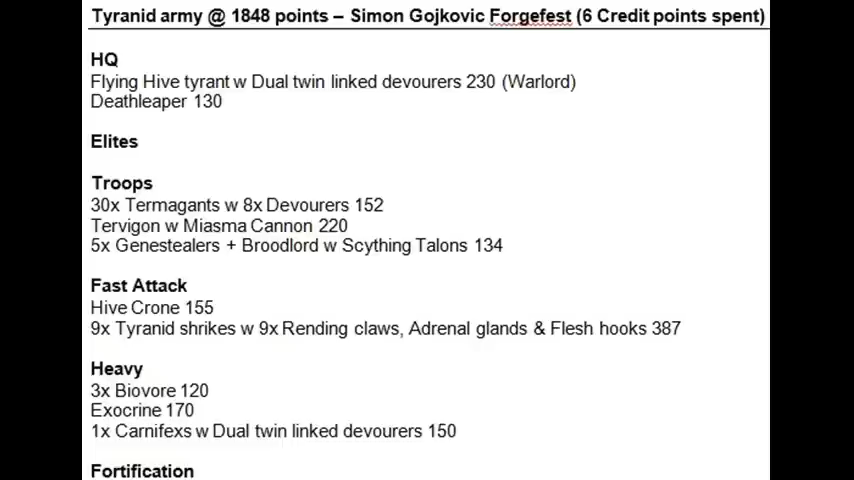 Tyranid army @ 1848 points – Simon Gojkovic Forgefest (6 Credit points spent)
HQ
Flying Hive tyrant w Dual twin linked devourers 230 (Warlord)
Deathleaper 130
Elites
Troops
30x Termagants w 8x Devourers 152
Tervigon w Miasma Cannon 220
5x Genestealers + Broodlord w Scything Talons 134
Fast Attack
Hive Crone 155
9x Tyranid shrikes w 9x Rending claws, Adrenal glands & Flesh hooks 387
Heavy
3x Biovore 120
Exocrine 170
1x Carnifexs w Dual twin linked devourers 150
Fortification